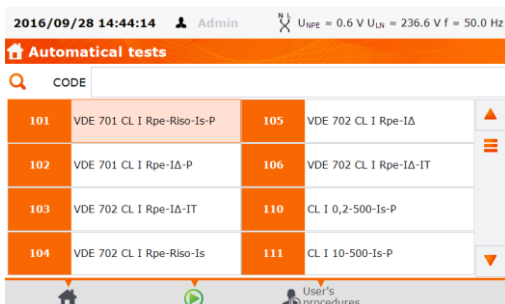 2016/09/28 14:44:14 Admin N L UNPE = 0.6 V ULN = 236.6 V f = 50.0 Hz
Automatical tests
CODE
101 VDE 701 CL I Rpe-Riso-Is-P 105 VDE 702 CL I Rpe-IΔ
102 VDE 701 CL I Rpe-IΔ-P 106 VDE 702 CL I Rpe-IΔ-IT
103 VDE 702 CL I Rpe-IΔ-IT 110 CL I 0,2-500-Is-P
104 VDE 702 CL I Rpe-Riso-Is 111 CL I 10-500-Is-P
User's
procedures